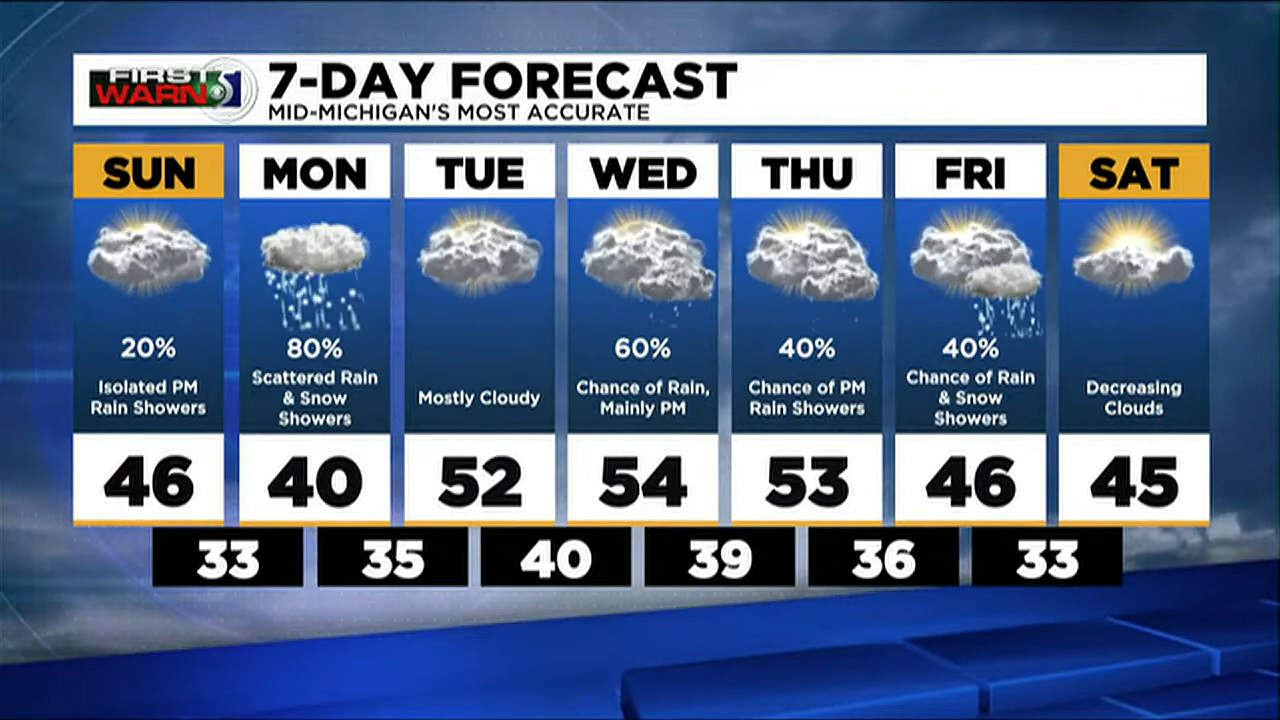 FIRST
WARN 5
7-DAY FORECAST
MID-MICHIGAN'S MOST ACCURATE
SUN MON TUE WED THU FRI SAT
20% 80% 60% 40% 40%
Isolated PM
Rain Showers
Scattered Rain
& Snow
Showers
Mostly Cloudy
Chance of Rain,
Mainly PM
Chance of PM
Rain Showers
Chance of Rain
& Snow
Showers
Decreasing
Clouds
46 40 52 54 53 46 45
33 35 40 39 36 33